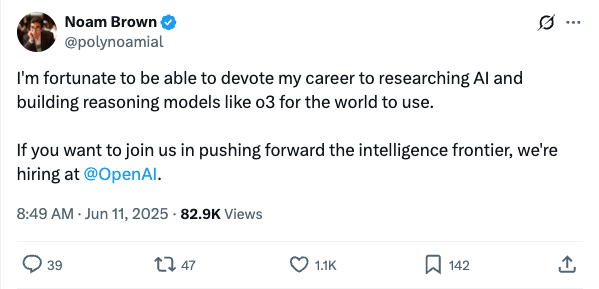 Noam Brown
@polynoamial
I'm fortunate to be able to devote my career to researching AI and
building reasoning models like o3 for the world to use.
If you want to join us in pushing forward the intelligence frontier, we're
hiring at @OpenAI.
8:49 AM · Jun 11, 2025 · 82.9K Views
39 47 1.1K 142